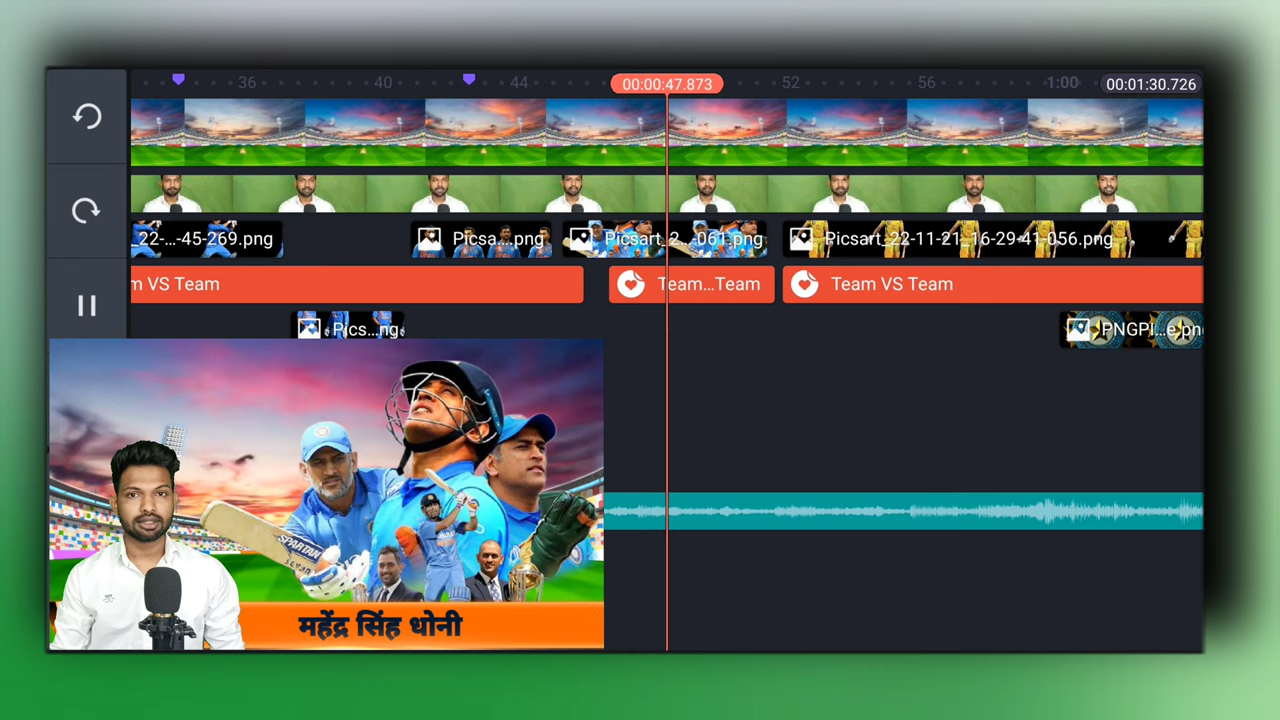 36 40 44 00:00:47.873 52 56 1:00 00:01:30.726
_22-...-45-269.png Picsa....png Picsart_2...-061.png Picsart_22-11-21_16-29-41-056.png
m VS Team Team...Team Team VS Team
Pics...ng. PNGPl...e.pn
SPARTAN
महेंद्र सिंह धोनी